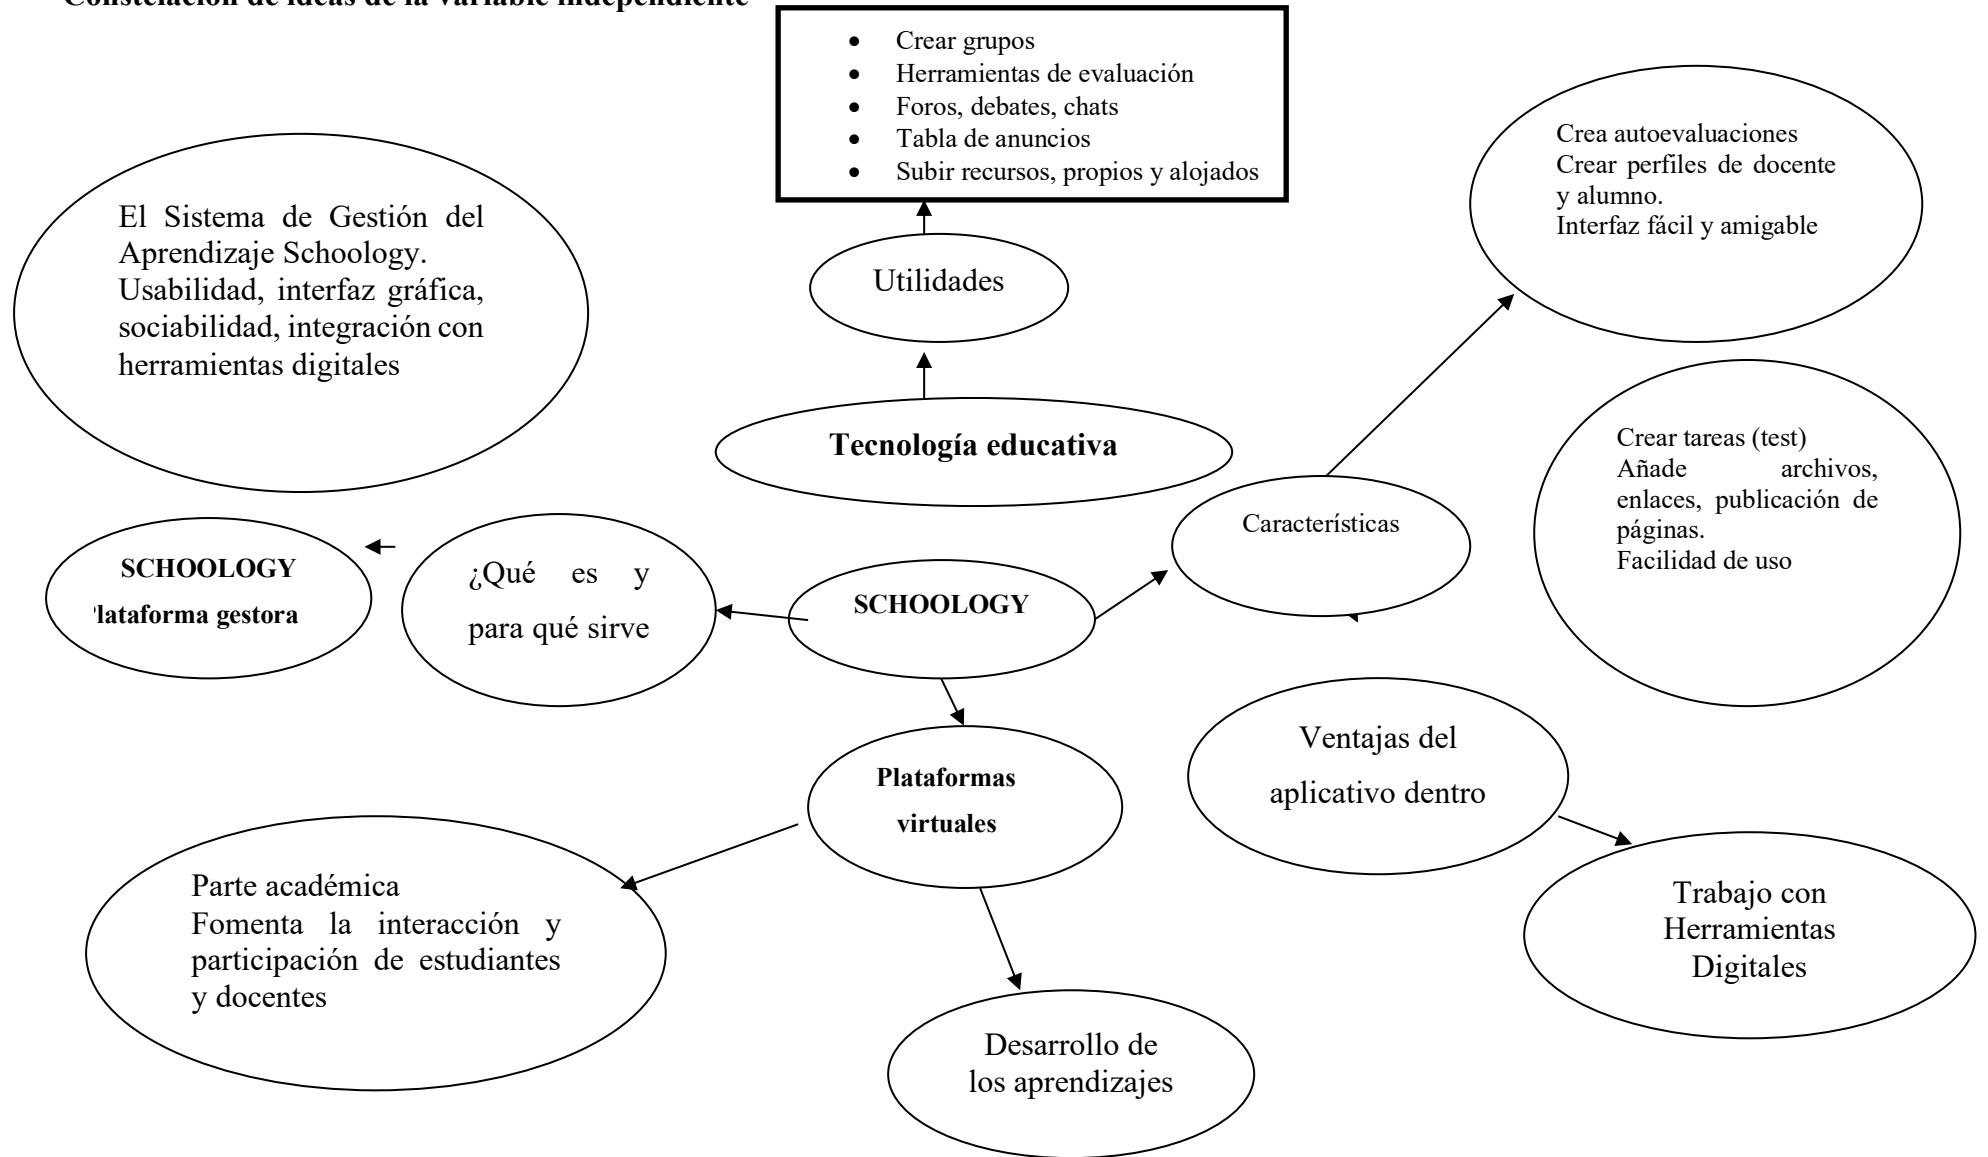 Constelación de ideas de la variable independiente
Crear grupos
Herramientas de evaluación
Foros, debates, chats
Tabla de anuncios
Subir recursos, propios y alojados
Crea autoevaluaciones
Crear perfiles de docente
y alumno.
Interfaz fácil y amigable
El Sistema de Gestión del
Aprendizaje Schoology.
Usabilidad, interfaz gráfica,
sociabilidad, integración con
herramientas digitales
Utilidades
Tecnología educativa
Crear tareas (test)
Añade archivos,
enlaces, publicación de
páginas.
Facilidad de uso
Características
SCHOOLOGY
lataforma gestora
¿Qué es y
para qué sirve
SCHOOLOGY
Plataformas
virtuales
Ventajas del
aplicativo dentro
Parte académica
Fomenta la interacción y
participación de estudiantes
y docentes
Trabajo con
Herramientas
Digitales
Desarrollo de
los aprendizajes